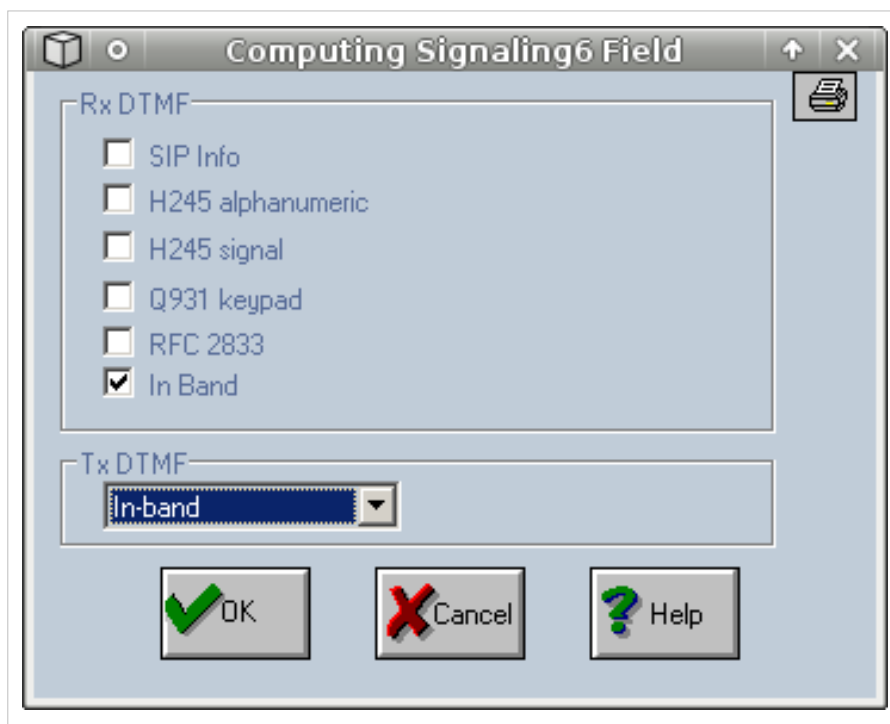 Computing Signaling6 Field
Rx DTMF
SIP Info
H245 alphanumeric
H245 signal
Q931 keypad
RFC 2833
In Band
Tx DTMF
In-band
OK
Cancel
Help